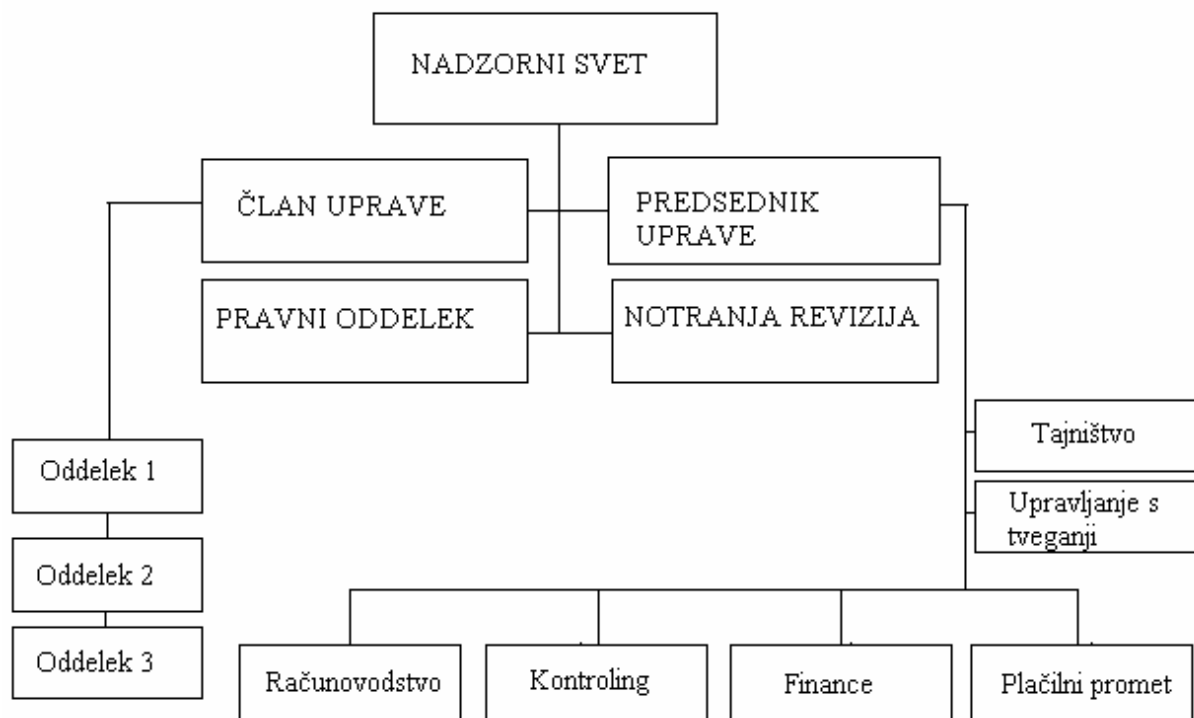 NADZORNI SVET
ČLAN UPRAVE
PREDSEDNIK
UPRAVE
PRAVNI ODDELEK
NOTRANJA REVIZIJA
Oddelek 1
Oddelek 2
Oddelek 3
Tajništvo
Upravljanje s
tveganji
Računovodstvo
Kontroling
Finance
Plačilni promet